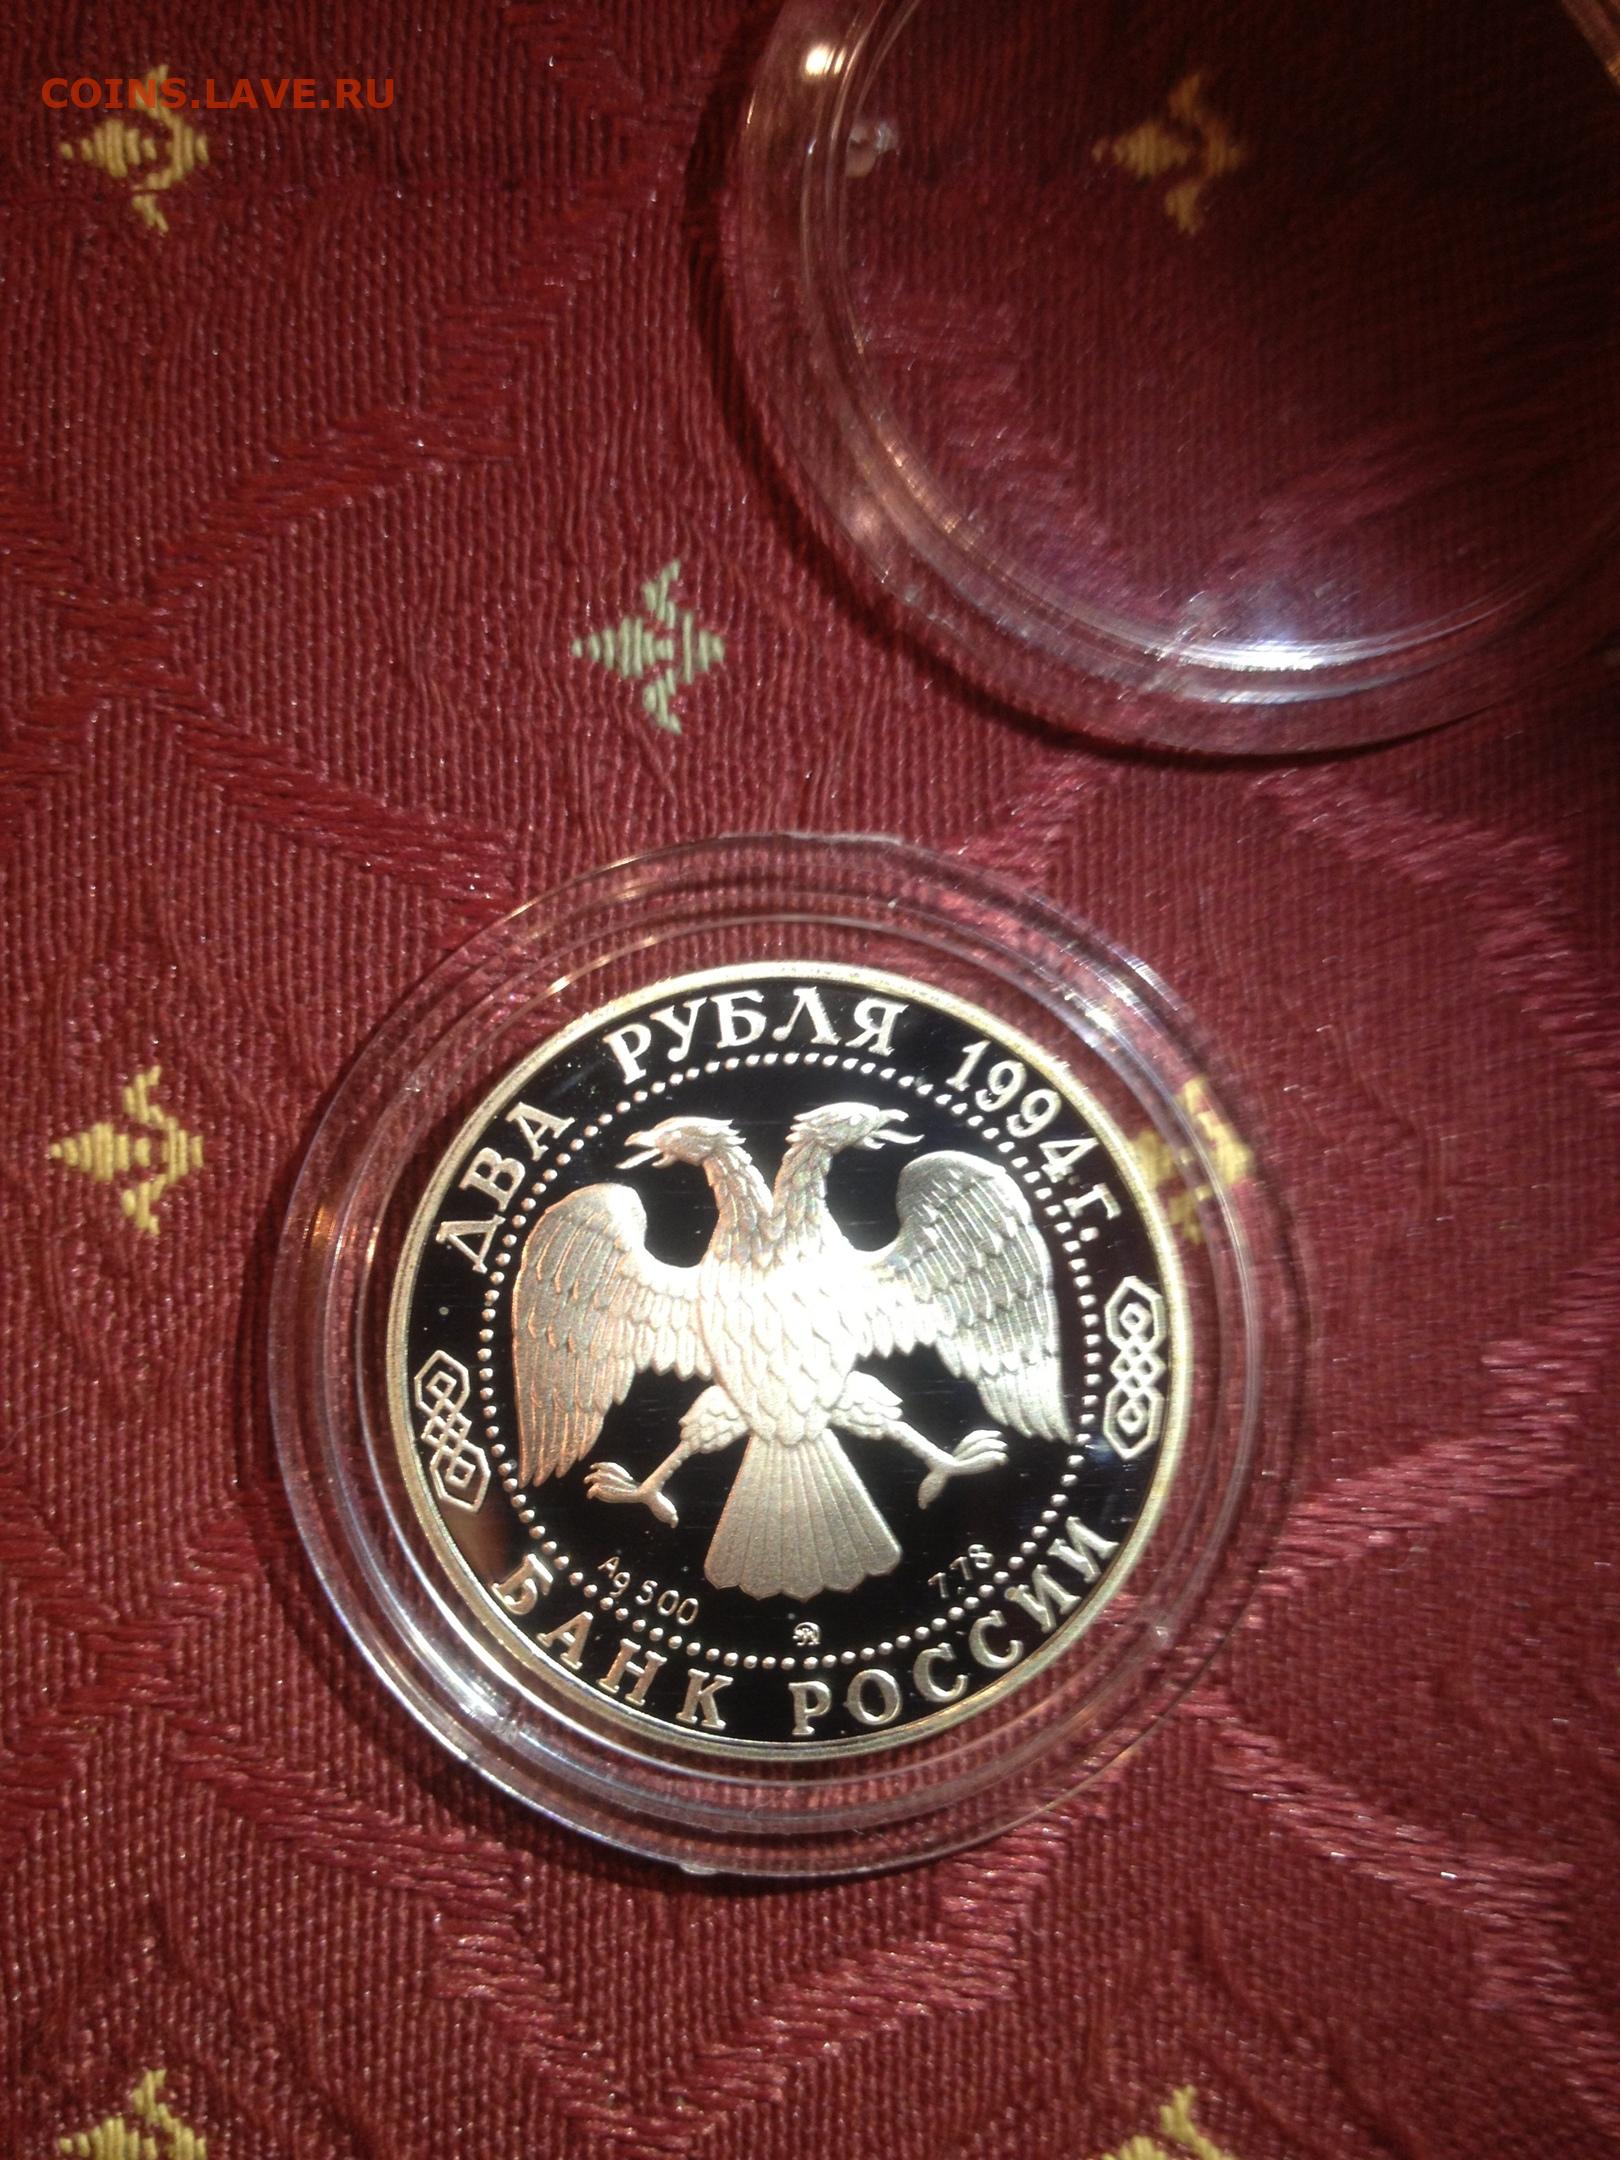 COINS.LAVE.RU
ДВА РУБЛЯ 1994 г.
Ag 500
7.78
БАНК РОССИИ